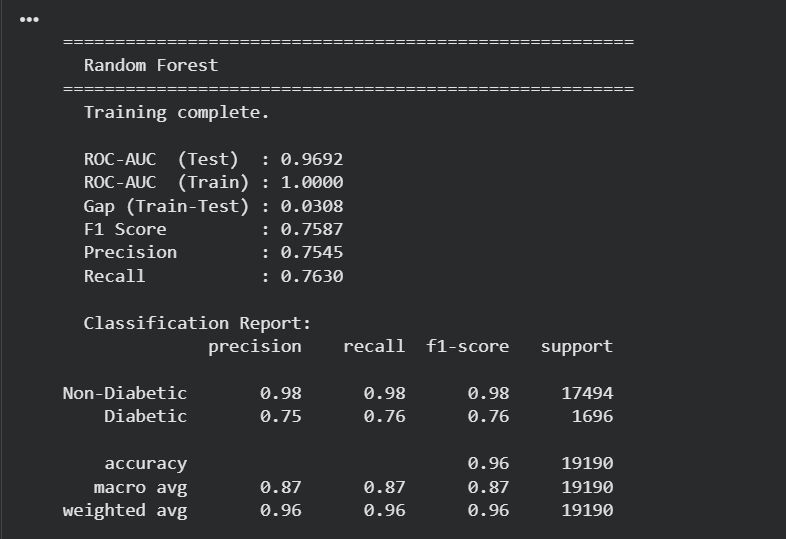 •••
=======================================================
Random Forest
=======================================================
Training complete.
ROC-AUC  (Test)  : 0.9692
ROC-AUC  (Train) : 1.0000
Gap (Train-Test) : 0.0308
F1 Score         : 0.7587
Precision        : 0.7545
Recall           : 0.7630
Classification Report:
              precision    recall  f1-score   support
Non-Diabetic       0.98      0.98      0.98     17494
    Diabetic       0.75      0.76      0.76      1696
    accuracy                           0.96     19190
   macro avg       0.87      0.87      0.87     19190
weighted avg       0.96      0.96      0.96     19190